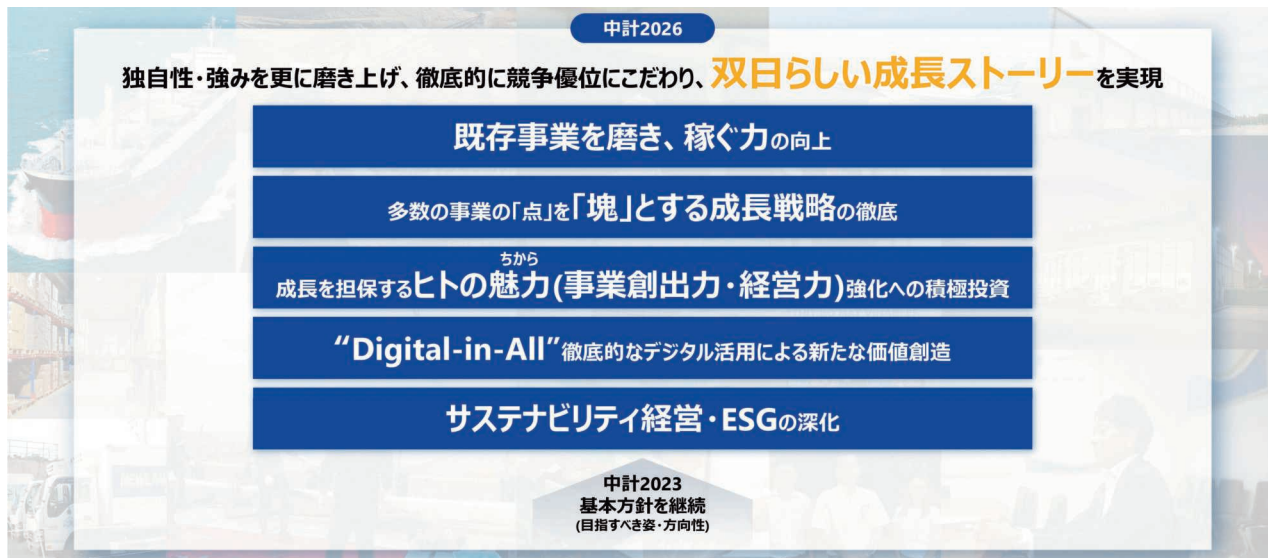 中計2026
独自性・強みを更に磨き上げ、徹底的に競争優位にこだわり、双日らしい成長ストーリーを実現
既存事業を磨き、稼ぐ力の向上
多数の事業の「点」を「塊」とする成長戦略の徹底
ちから
成長を担保するヒトの魅力(事業創出力・経営力)強化への積極投資
“Digital-in-All”徹底的なデジタル活用による新たな価値創造
サステナビリティ経営・ESGの深化
中計2023
基本方針を継続
(目指すべき姿・方向性)